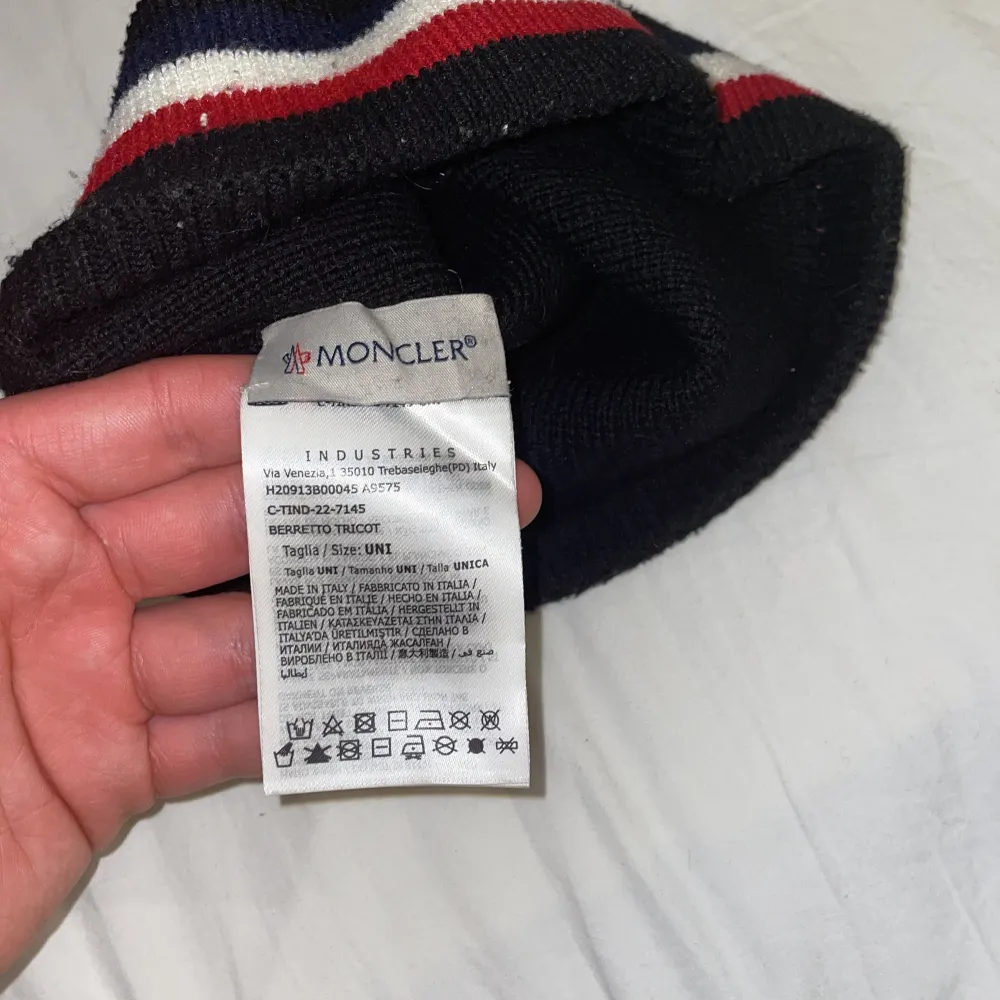 MONCLER®
INDUSTRIES
Via Venezia,1 35010 Trebaseleghe(PD) Italy
H20913B00045 A9575
C-TIND-22-7145
BERRETTO TRICOT
Taglia / Size: UNI
Taglia UNI / Tamanho UNI / Talla UNICA
MADE IN ITALY / FABBRICATO IN ITALIA /
FABRIQUÉ EN ITALIE / HECHO EN ITALIA /
FABRICADO EM ITÁLIA / HERGESTELLT IN
ITALIEN / ΚΑΤΑΣΚΕΥΑΖΕΤΑΙ ΣΤΗΝ ΙΤΑΛΙΑ /
ITALYA'DA ÜRETILMIŞTIR / СДЕЛАНО В
ИТАЛИИ / ИТАЛИЯДА ЖАСАЛҒАН /
ВИРОБЛЕНО В ІТАЛІЇ / 意大利製造 / صنع في
إيطاليا